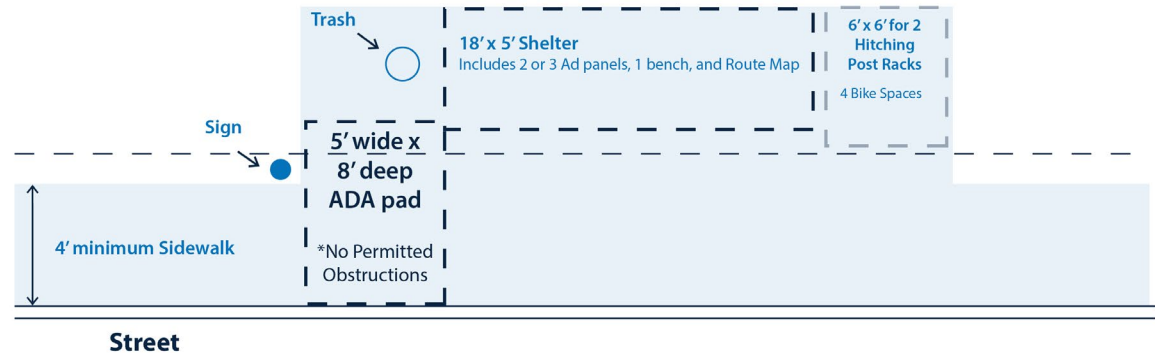 Trash
18’ x 5’ Shelter
Includes 2 or 3 Ad panels, 1 bench, and Route Map
6’ x 6’ for 2
Hitching
Post Racks
4 Bike Spaces
Sign
5’ wide x
8’ deep
ADA pad
*No Permitted
Obstructions
4’ minimum Sidewalk
Street